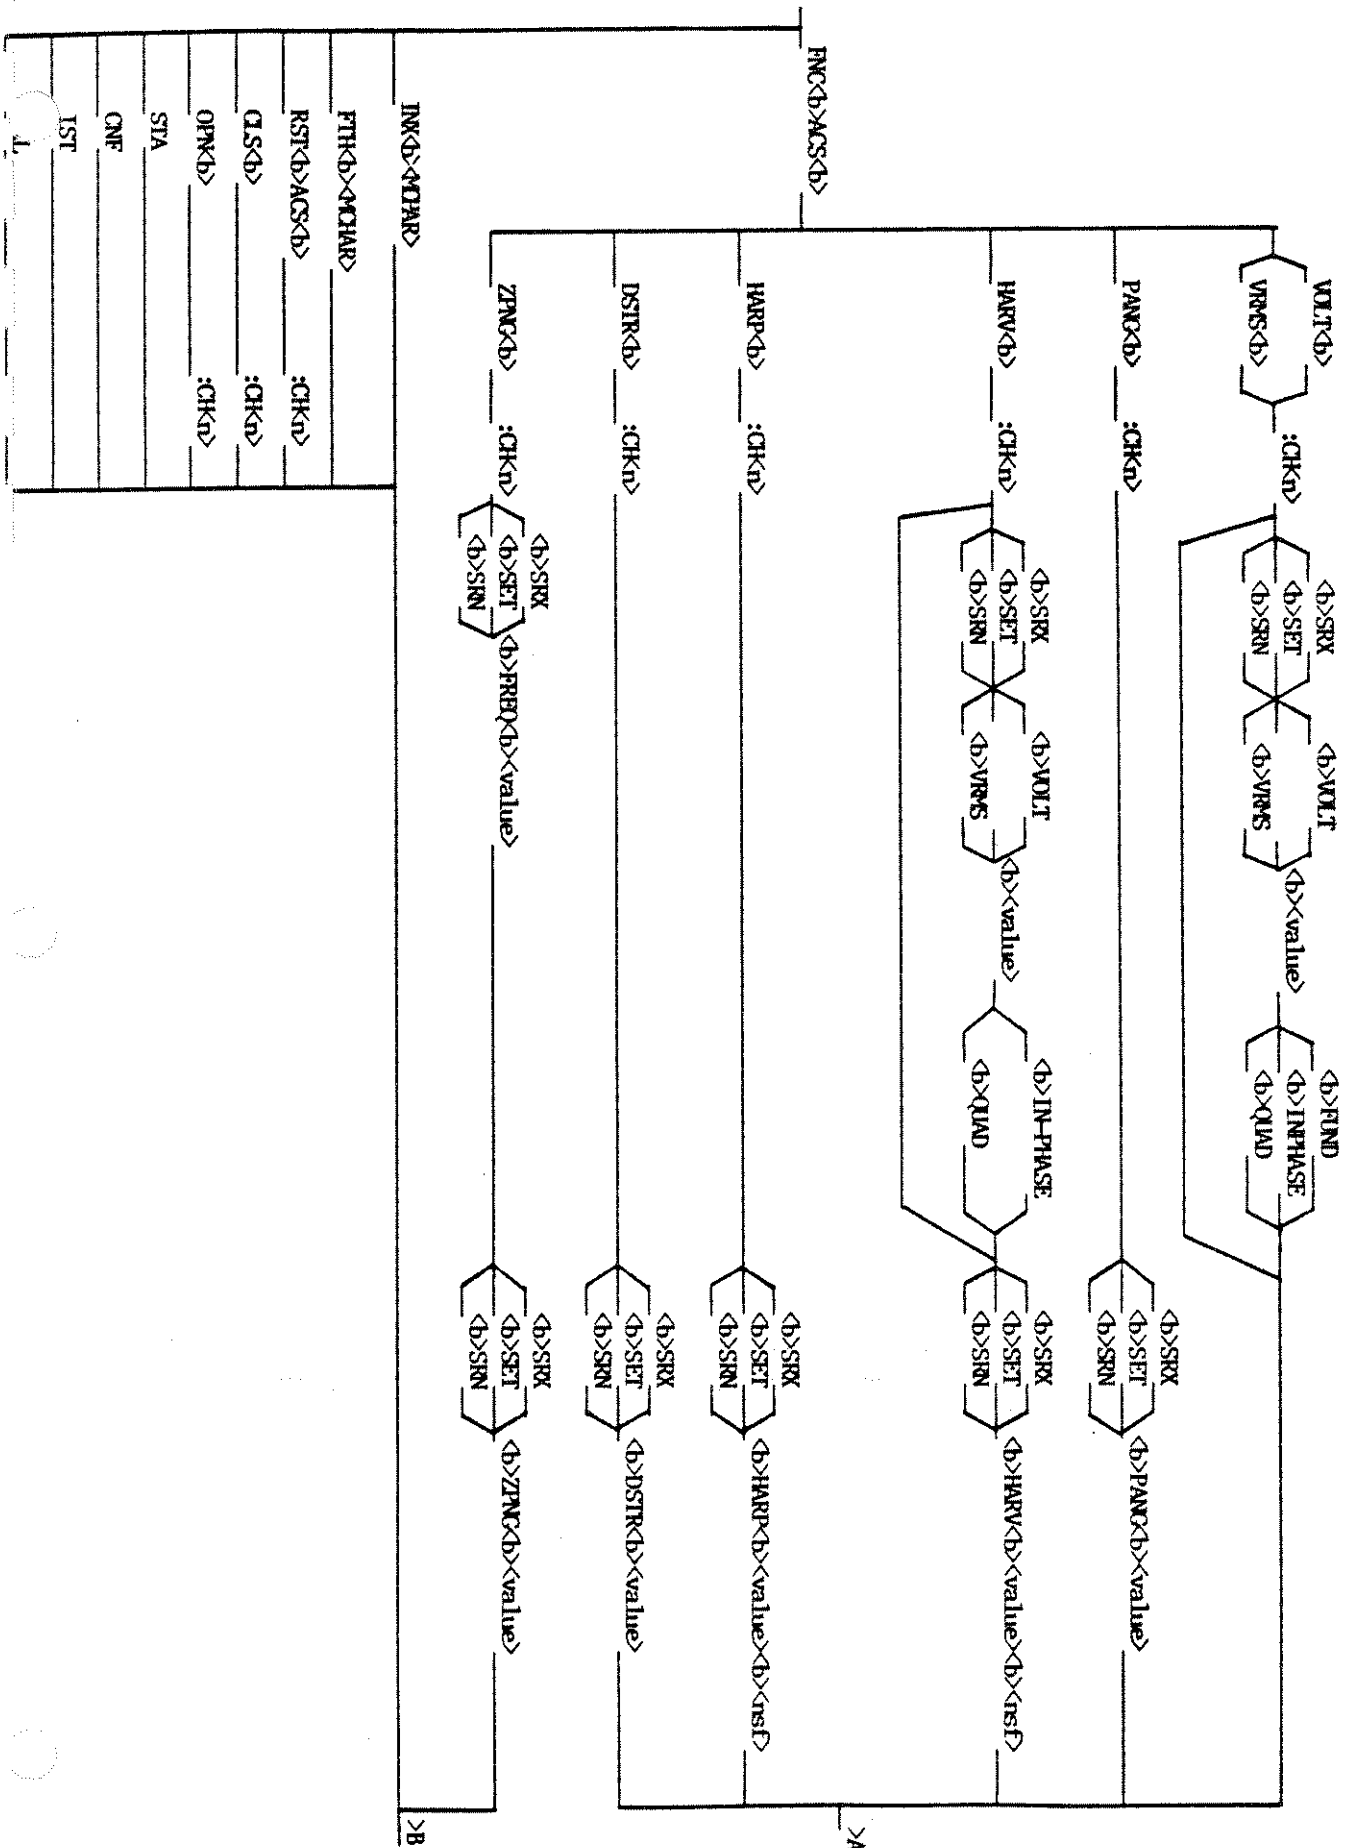 VOLT<b> <b>SRX <b>VOLT <b>FUND
:CH<n> <b>SET <b><value> <b>INPHASE
VRMS<b> <b>SRN <b>VRMS <b>QUAD
<b>SRX
PANG<b> :CH<n> <b>SET <b>PANG<b><value>
<b>SRN
<b>SRX <b>VOLT <b>IN-PHASE <b>SRX
HARV<b> :CH<n> <b>SET <b><value> <b>SET <b>HARV<b><value><b><nsf>
<b>SRN <b>VRMS <b>QUAD <b>SRN
>A
FNC<b>ACS<b>
<b>SRX
HARP<b> :CH<n> <b>SET <b>HARP<b><value><b><nsf>
<b>SRN
<b>SRX
DSTR<b> :CH<n> <b>SET <b>DSTR<b><value>
<b>SRN
<b>SRX <b>SRX
ZPNG<b> :CH<n> <b>SET <b>FREQ<b><value> <b>SET <b>ZPNG<b><value>
<b>SRN <b>SRN
INX<b><MCHAR> >B
FTH<b><MCHAR>
RST<b>ACS<b> :CH<n>
CLS<b> :CH<n>
OPN<b> :CH<n>
STA
CNF
IST